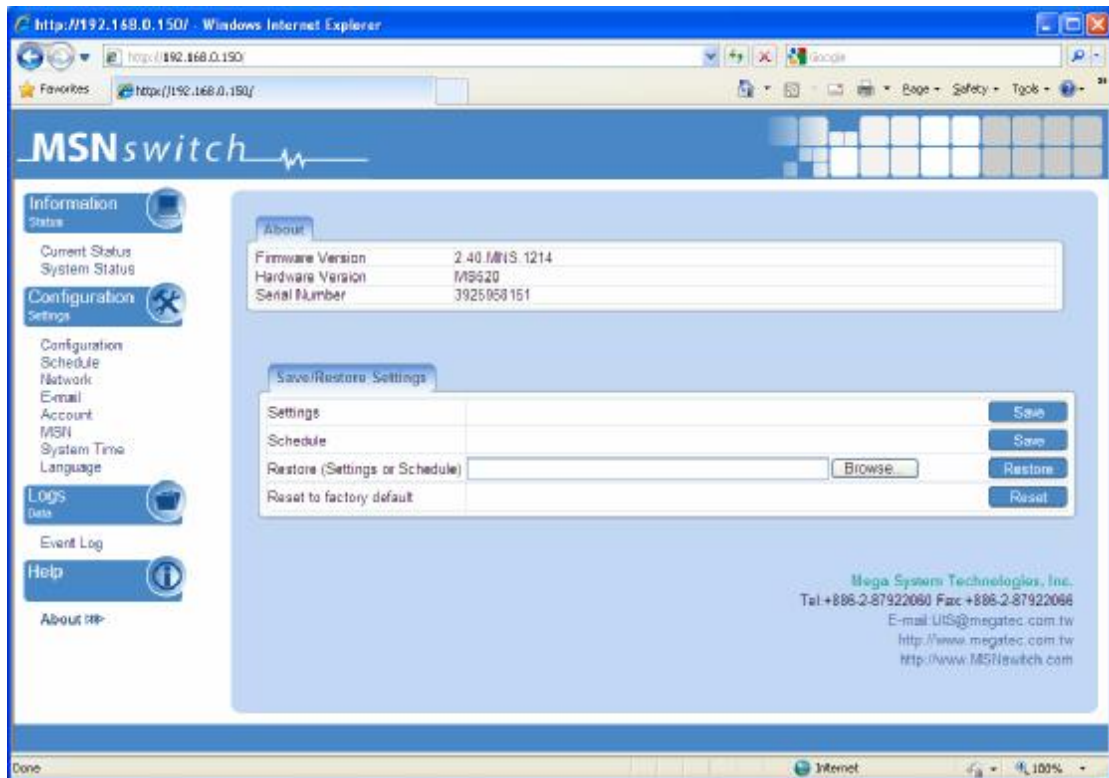 http://192.168.0.150/ - Windows Internet Explorer
http://192.168.0.150/
Google
Favorites
http://192.168.0.150/
Page
Safety
Tools
MSNswitch
Information
Status
Current Status
System Status
Configuration
Settings
Configuration
Schedule
Network
E-mail
Account
MSN
System Time
Language
Logs
Data
Event Log
Help
About
About
Firmware Version 2.40.MNS.1214
Hardware Version MS620
Serial Number 3925958151
Save/Restore Settings
Settings Save
Schedule Save
Restore (Settings or Schedule) Browse... Restore
Reset to factory default Reset
Mega System Technologies, Inc.
Tel:+886-2-87922060 Fax:+886-2-87922066
E-mail:UIS@megatec.com.tw
http://www.megatec.com.tw
http://www.MSNswitch.com
Done
Internet
100%